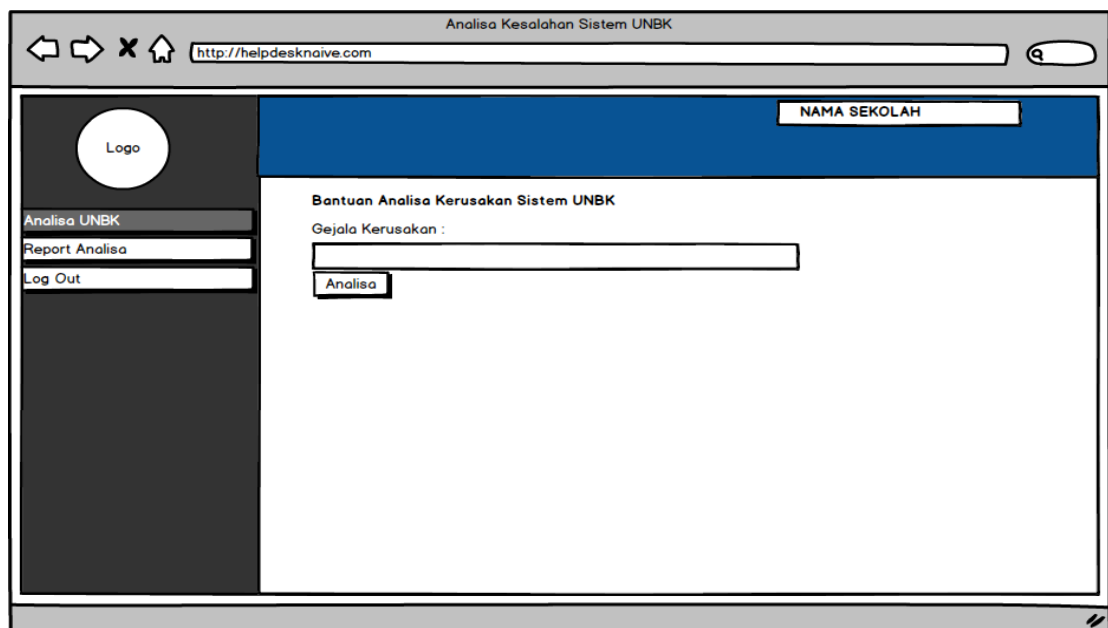 Analisa Kesalahan Sistem UNBK
http://helpdesknaive.com
Logo
Analisa UNBK
Report Analisa
Log Out
NAMA SEKOLAH
Bantuan Analisa Kerusakan Sistem UNBK
Gejala Kerusakan :
Analisa